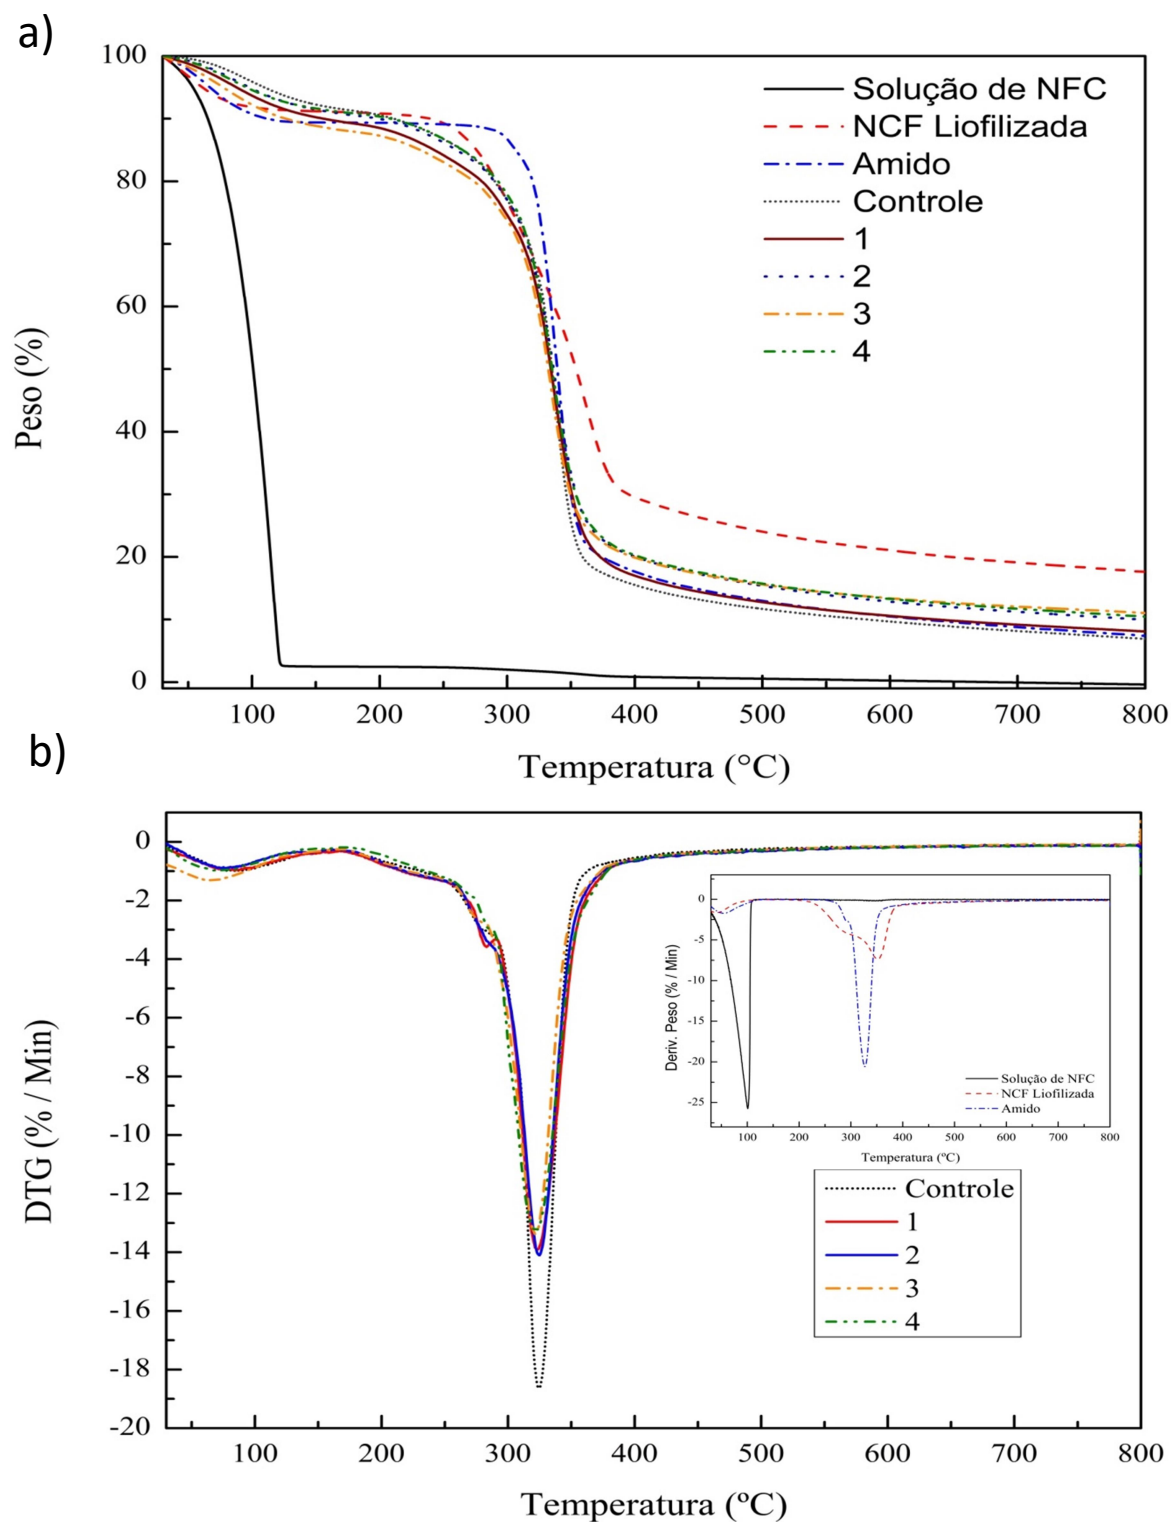 a)
100
80
60
40
20
0
Peso (%)
Solução de NFC
NCF Liofilizada
Amido
Controle
1
2
3
4
100 200 300 400 500 600 700 800
Temperatura (°C)
b)
0
-2
-4
-6
-8
-10
-12
-14
-16
-18
-20
DTG (% / Min)
0
-5
-10
-15
-20
-25
Deriv. Peso (% / Min)
Solução de NFC
NCF Liofilizada
Amido
100 200 300 400 500 600 700 800
Temperatura (ºC)
Controle
1
2
3
4
100 200 300 400 500 600 700 800
Temperatura (ºC)